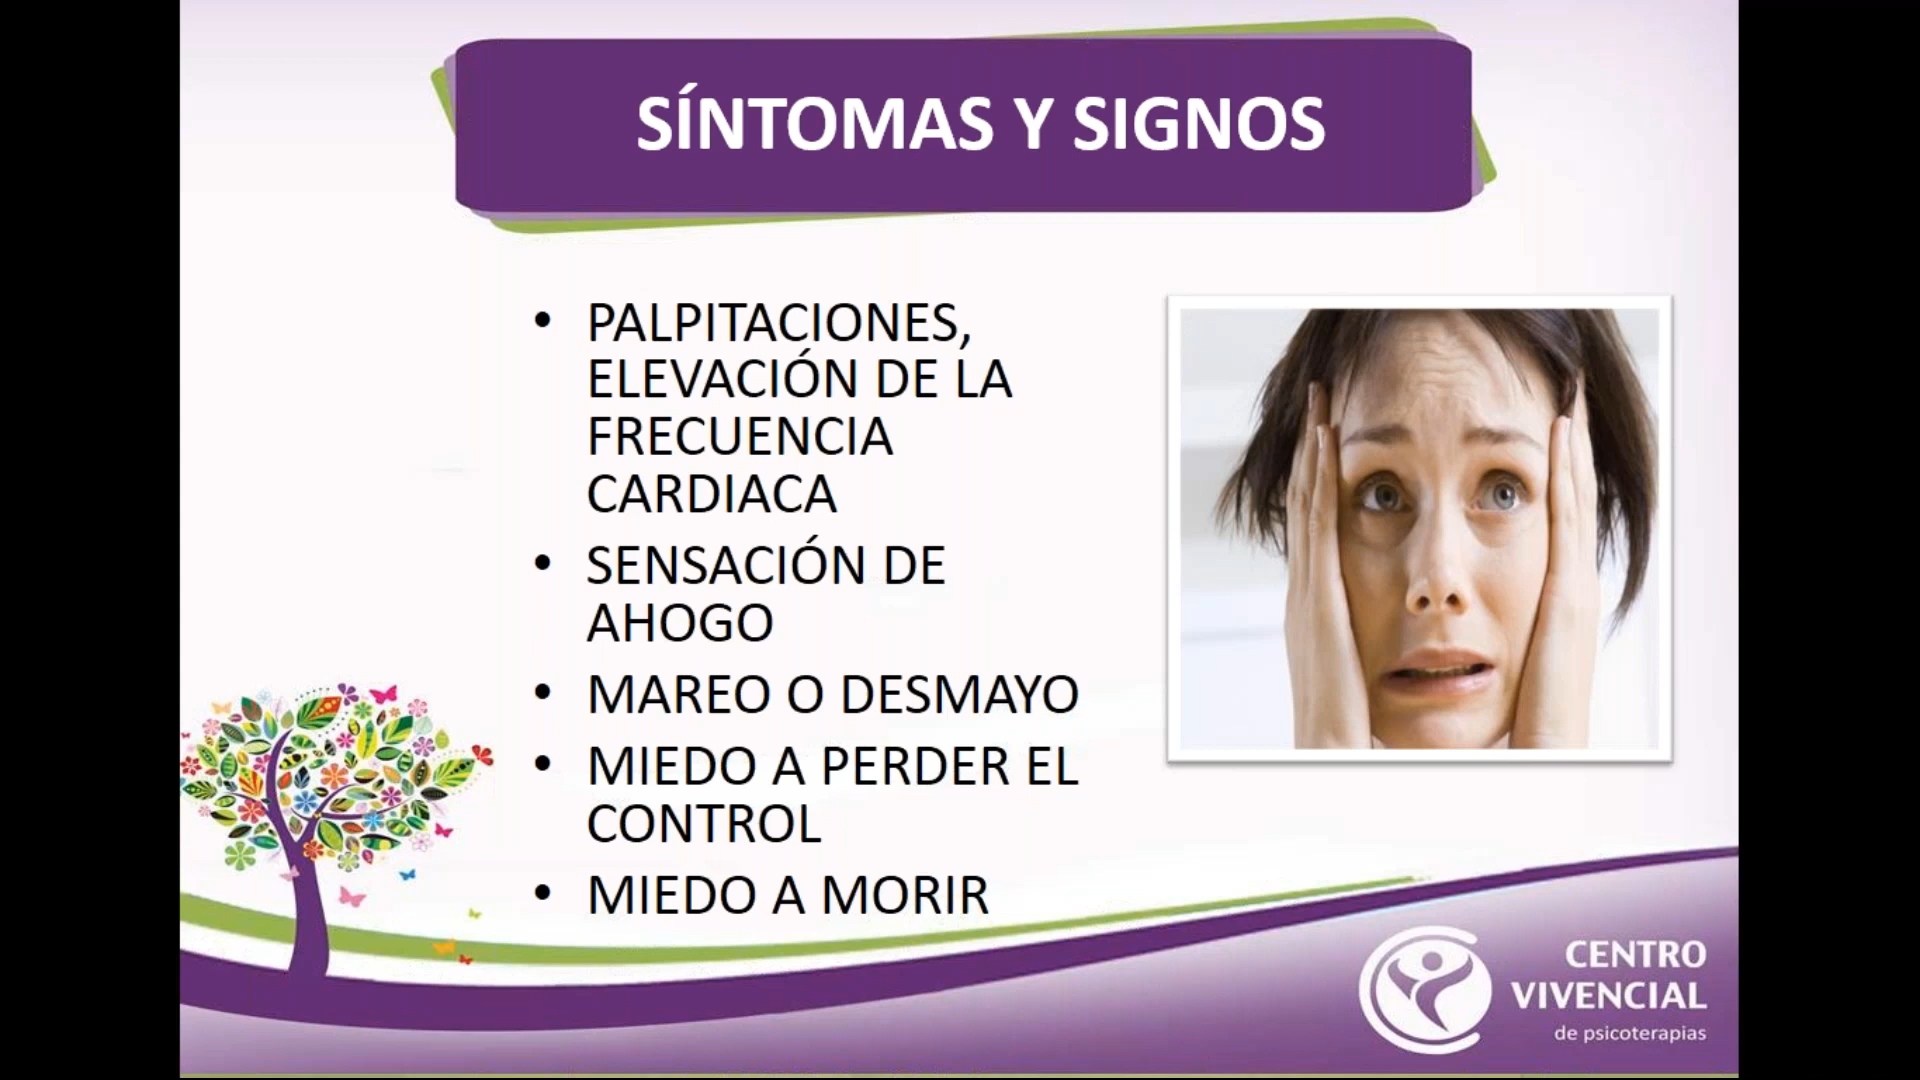 SÍNTOMAS Y SIGNOS
• PALPITACIONES,
ELEVACIÓN DE LA
FRECUENCIA
CARDIACA
• SENSACIÓN DE
AHOGO
• MAREO O DESMAYO
• MIEDO A PERDER EL
CONTROL
• MIEDO A MORIR
CENTRO
VIVENCIAL
de psicoterapias